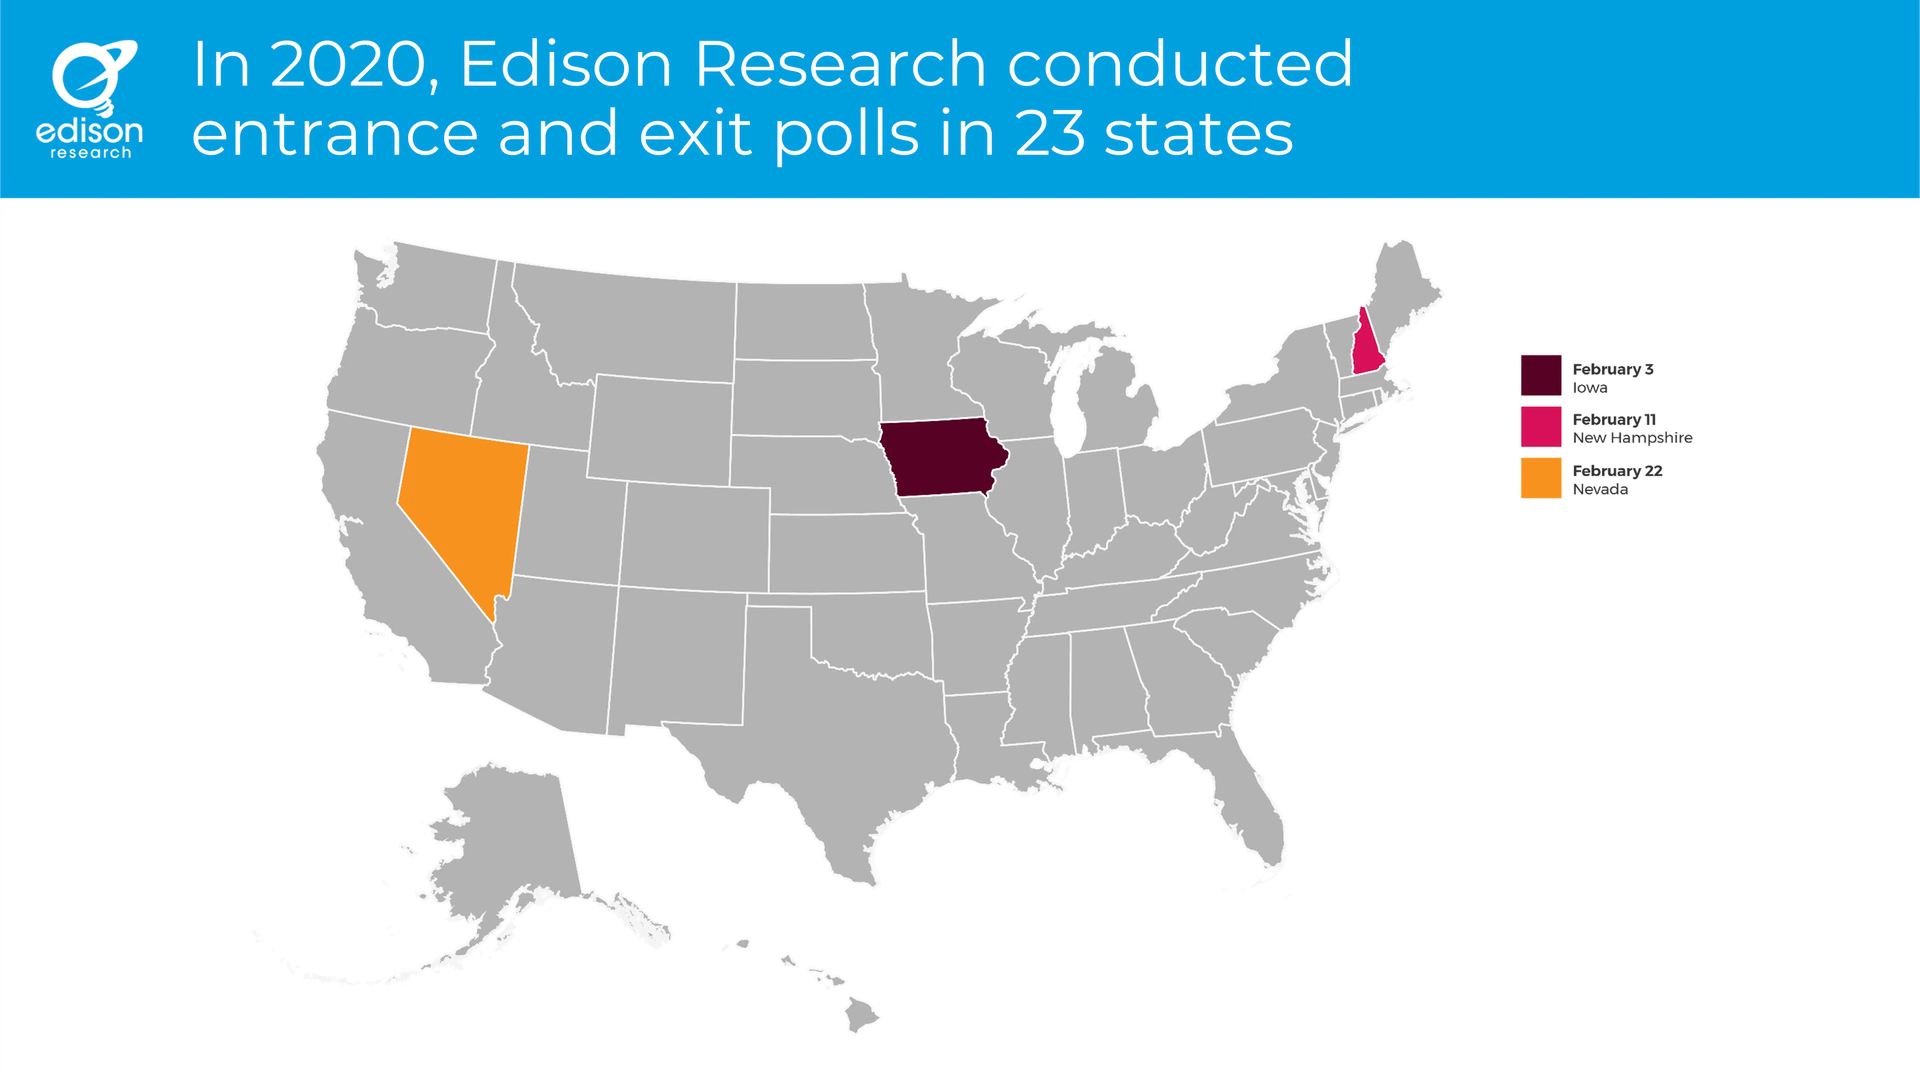 edison
research
In 2020, Edison Research conducted
entrance and exit polls in 23 states
February 3
Iowa
February 11
New Hampshire
February 22
Nevada